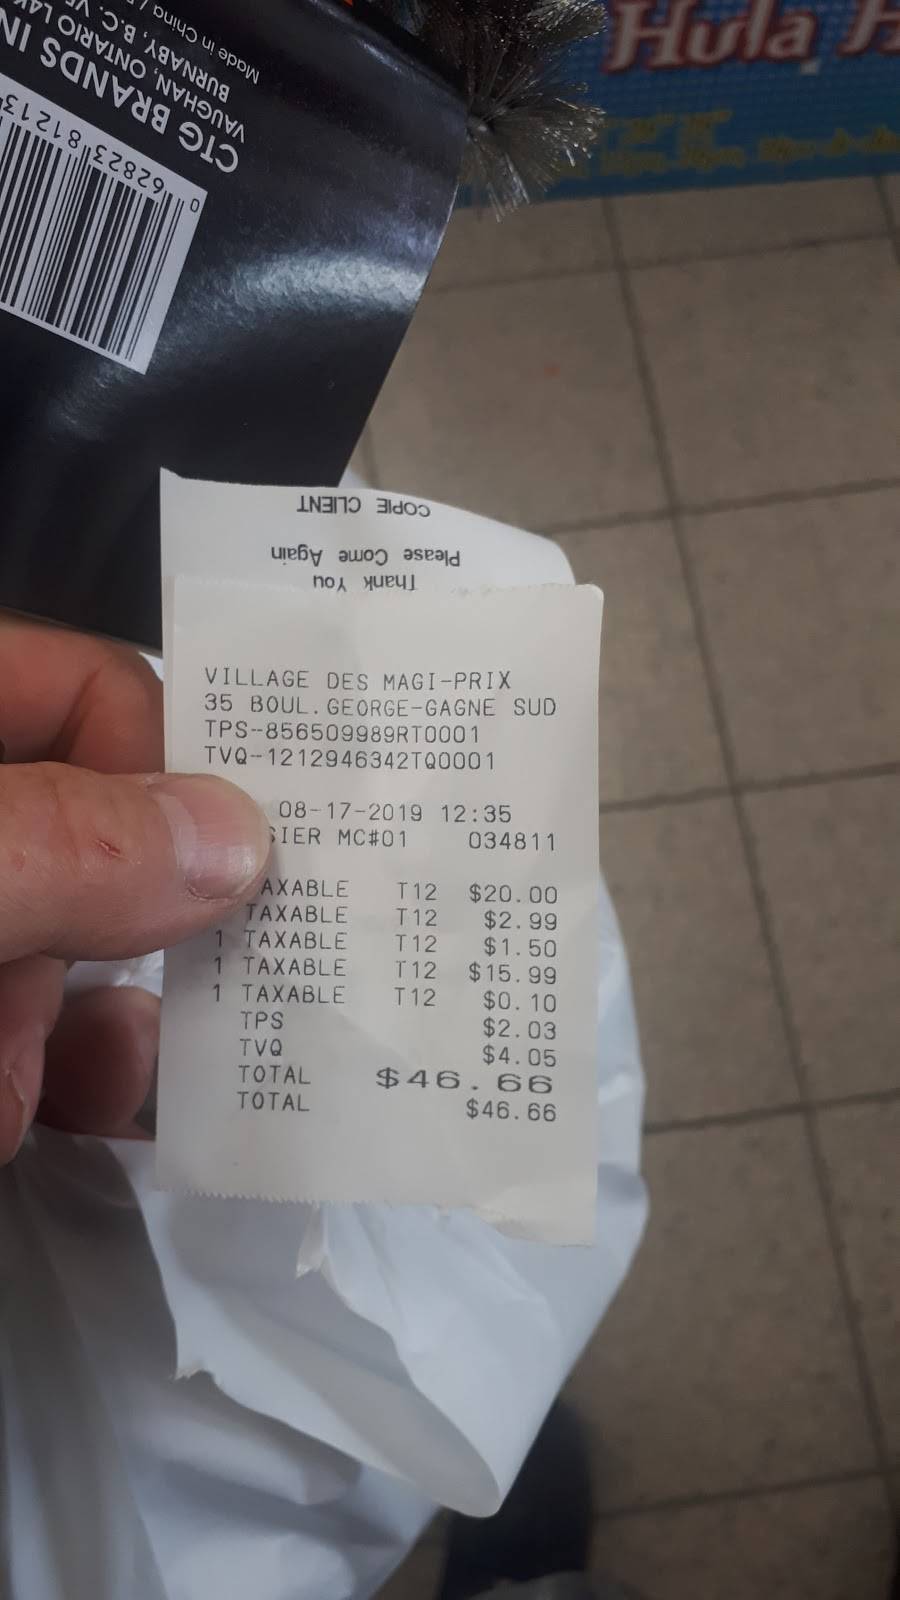 Hula
Made in China
BURNABY, B.C.
VAUGHAN, ONTARIO
CTG BRANDS
0 62823 81213
COPIE CLIENT
Please Come Again
Thank You
VILLAGE DES MAGI-PRIX
35 BOUL.GEORGE-GAGNE SUD
TPS-856509989RT0001
TVQ-1212946342TQ0001
08-17-2019 12:35
SIER MC#01 034811
AXABLE T12 $20.00
TAXABLE T12 $2.99
1 TAXABLE T12 $1.50
1 TAXABLE T12 $15.99
1 TAXABLE T12 $0.10
TPS $2.03
TVQ $4.05
TOTAL $46.66
TOTAL $46.66